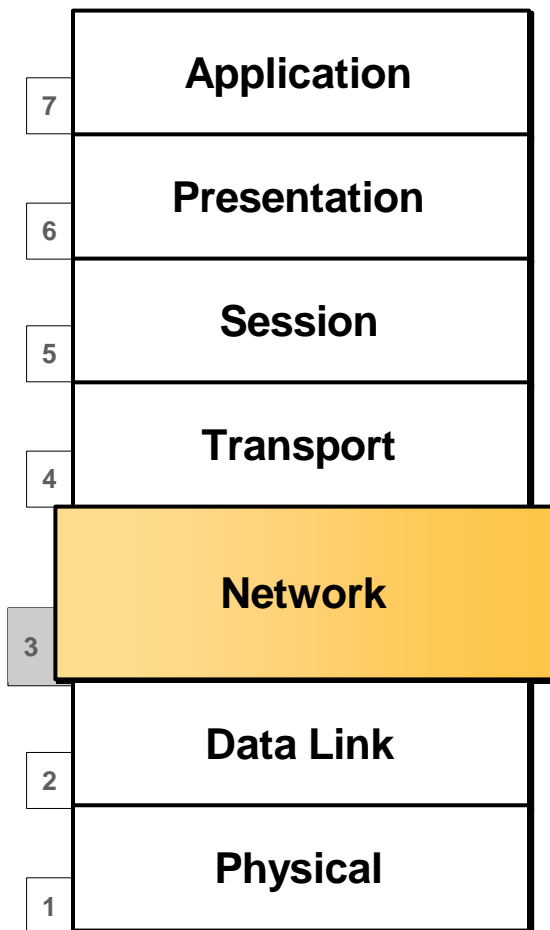 Application
7
Presentation
6
Session
5
Transport
4
Network
3
Data Link
2
Physical
1